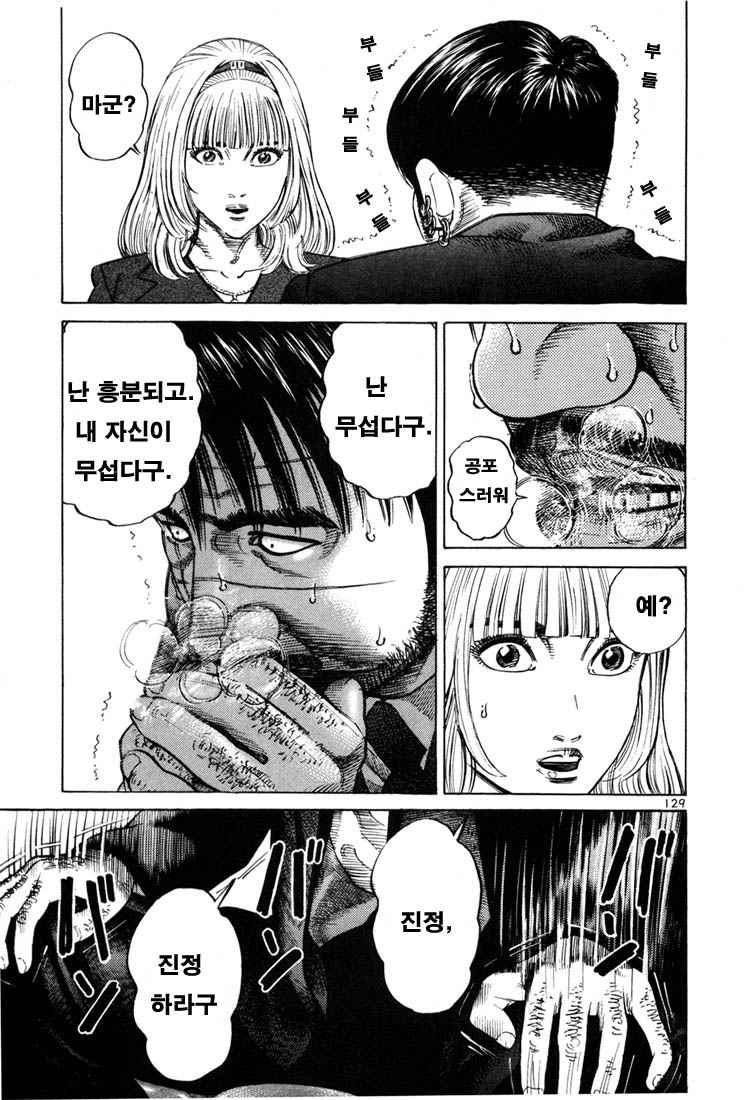 마군?
부들
부들
부들
부들
부들
공포
스러워
난
무섭다구.
난 흥분되고.
내 자신이
무섭다구.
예?
129
진정,
진정
하라구